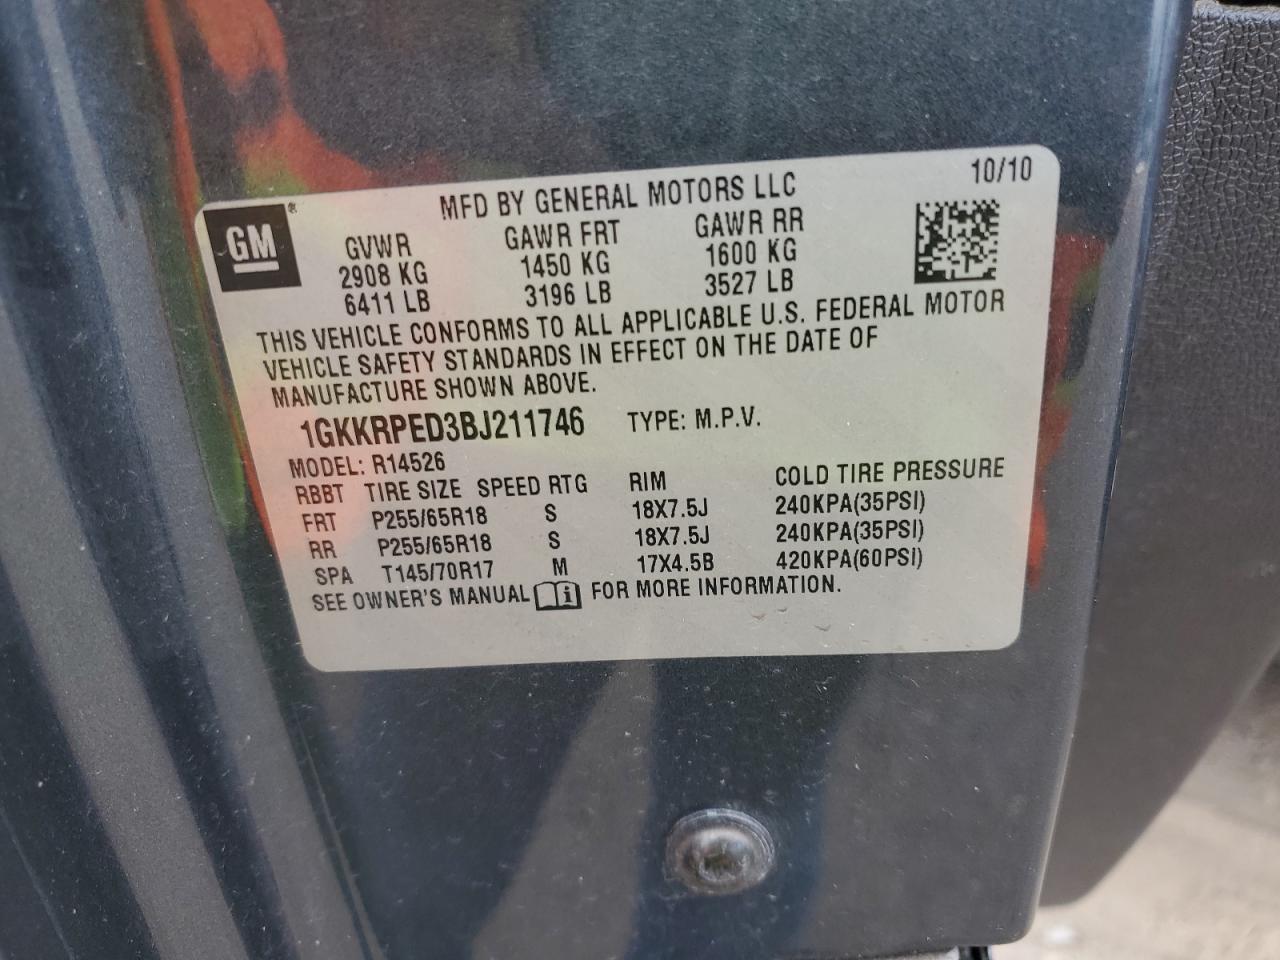 MFD BY GENERAL MOTORS LLC 10/10
GM ®
GVWR GAWR FRT GAWR RR
2908 KG 1450 KG 1600 KG
6411 LB 3196 LB 3527 LB
THIS VEHICLE CONFORMS TO ALL APPLICABLE U.S. FEDERAL MOTOR
VEHICLE SAFETY STANDARDS IN EFFECT ON THE DATE OF
MANUFACTURE SHOWN ABOVE.
1GKKRPED3BJ211746 TYPE: M.P.V.
MODEL: R14526
RBBT TIRE SIZE SPEED RTG RIM COLD TIRE PRESSURE
FRT P255/65R18 S 18X7.5J 240KPA(35PSI)
RR P255/65R18 S 18X7.5J 240KPA(35PSI)
SPA T145/70R17 M 17X4.5B 420KPA(60PSI)
SEE OWNER'S MANUAL i FOR MORE INFORMATION.